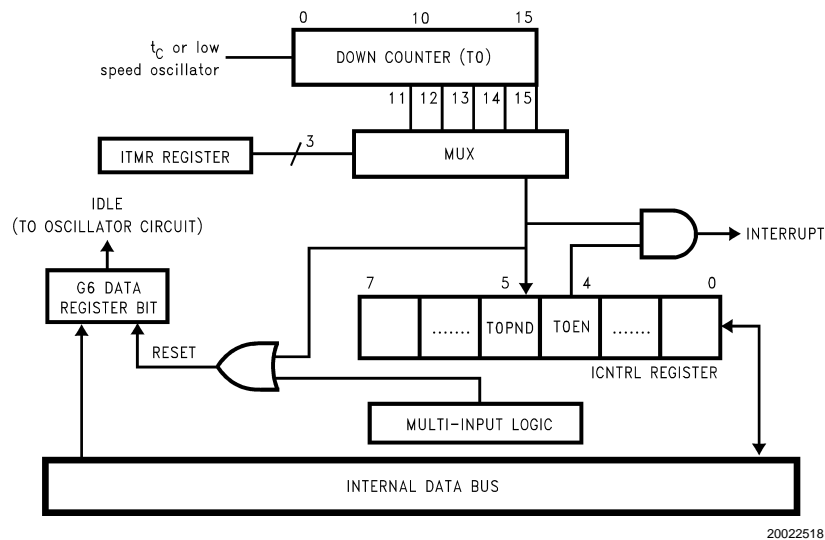 0 10 15
t_C or low
speed oscillator
DOWN COUNTER (T0)
11 12 13 14 15
ITMR REGISTER
3
MUX
IDLE
(TO OSCILLATOR CIRCUIT)
INTERRUPT
G6 DATA
REGISTER BIT
7 5 4 0
....... T0PND T0EN .......
RESET
ICNTRL REGISTER
MULTI-INPUT LOGIC
INTERNAL DATA BUS
20022518